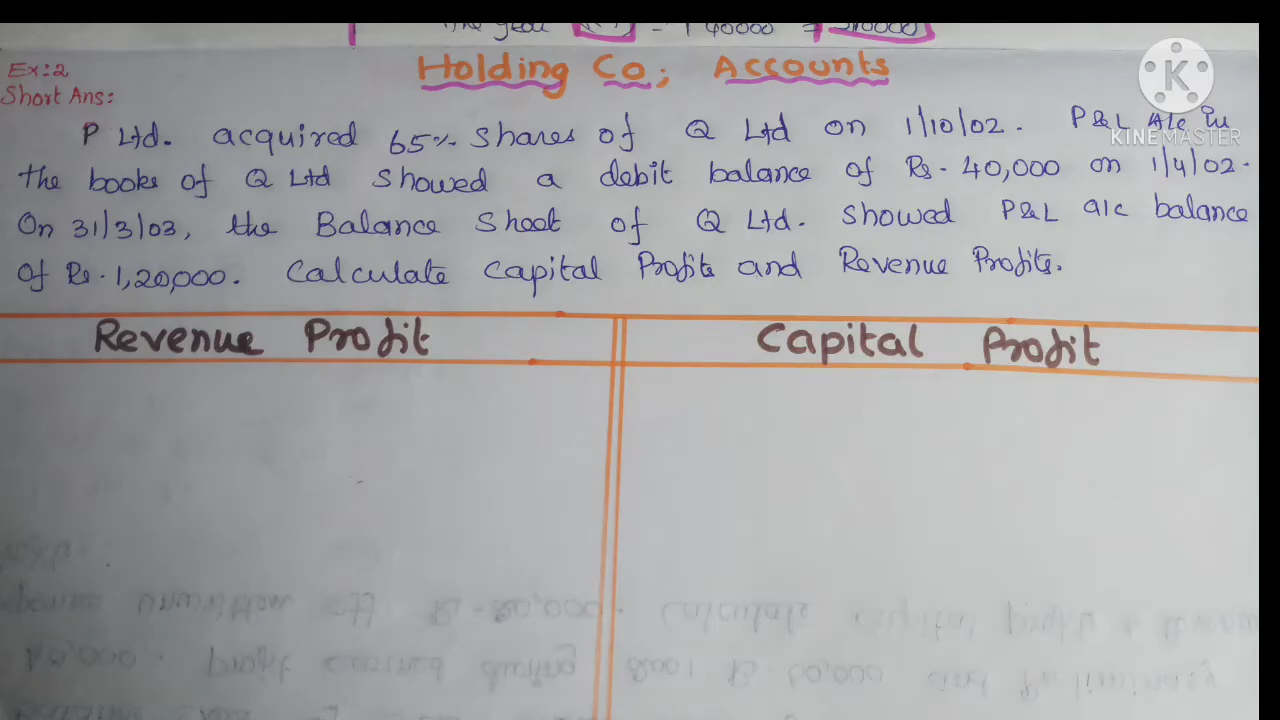 the year
Holding Co; Accounts
Ex:2
Short Ans:
K
KINEMASTER
P Ltd. acquired 65% shares of Q Ltd on 1/10/02. P&L A/c in
the books of Q Ltd showed a debit balance of Rs. 40,000 on 1/4/02.
On 31/3/03, the Balance Sheet of Q Ltd. showed P&L a/c balance
of Rs. 1,20,000. Calculate Capital Profits and Revenue Profits.
Revenue Profit
Capital Profit